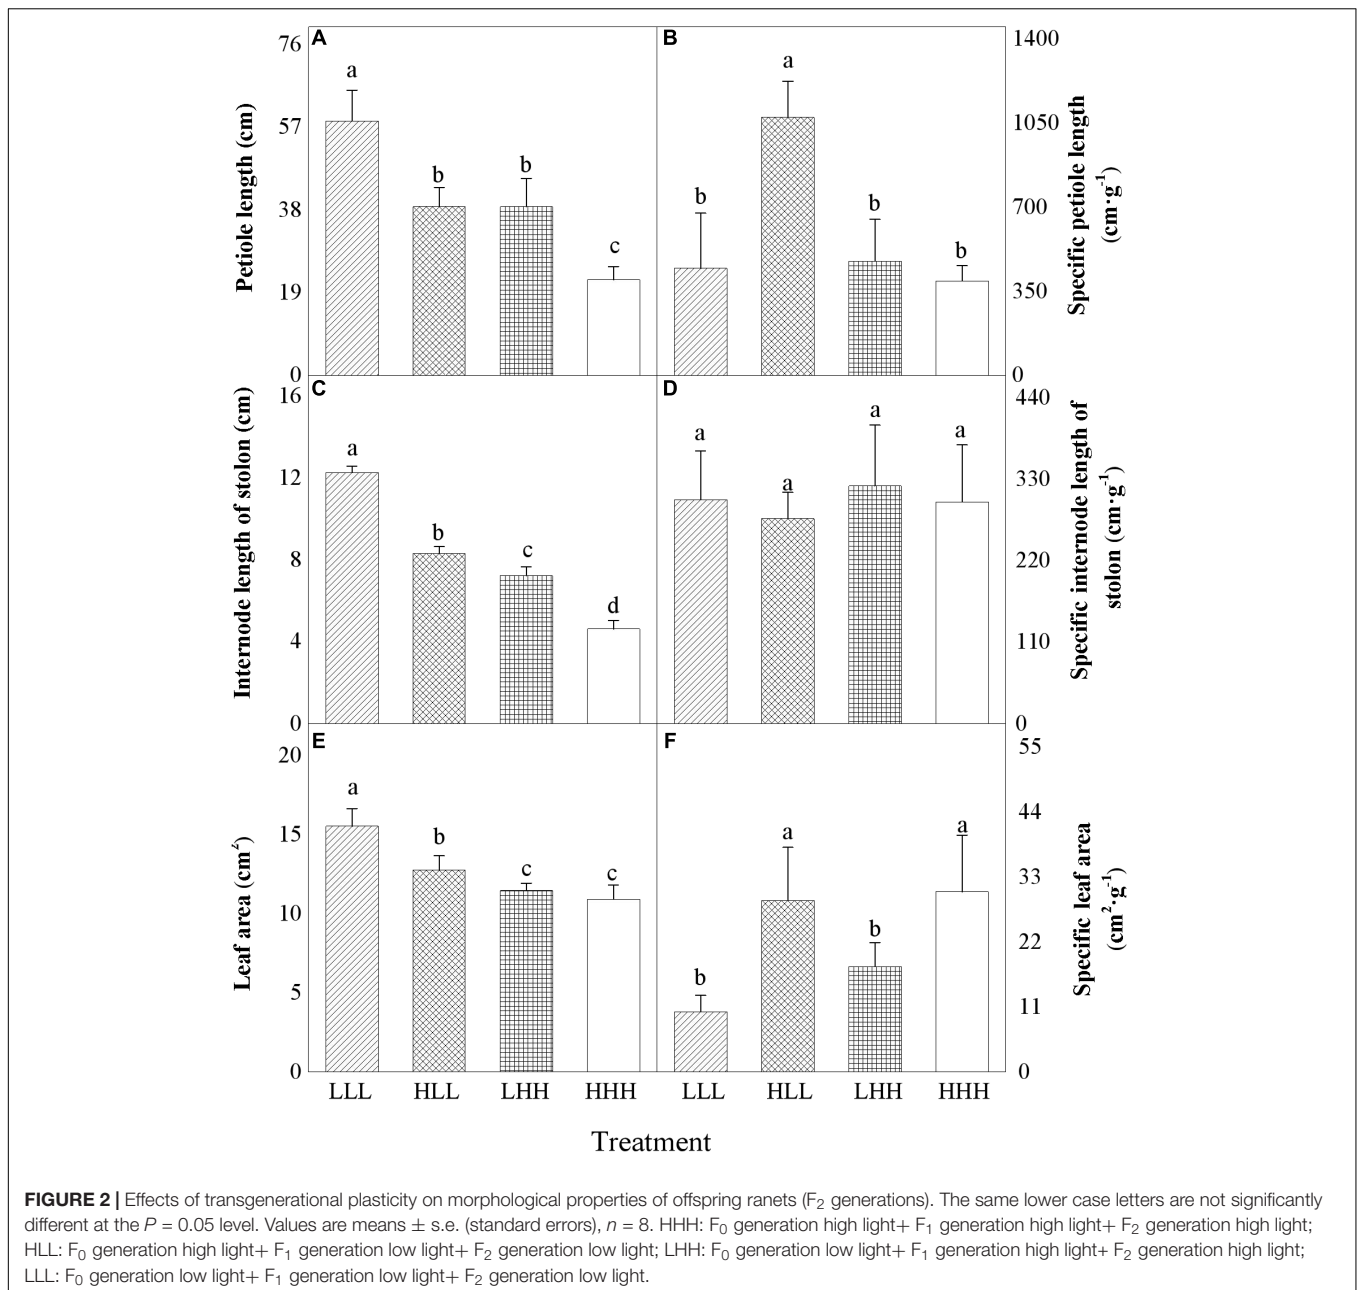 A
76
57
38
19
0
Petiole length (cm)
a
b
b
c
B
1400
1050
700
350
0
Specific petiole length
(cm·g-1)
b
a
b
b
C
16
12
8
4
0
Internode length of stolon (cm)
a
b
c
d
D
440
330
220
110
0
Specific internode length of
stolon (cm·g-1)
a
a
a
a
E
20
15
10
5
0
Leaf area (cm2)
a
b
c
c
F
55
44
33
22
11
0
Specific leaf area
(cm2·g-1)
b
a
b
a
LLL HLL LHH HHH LLL HLL LHH HHH
Treatment
FIGURE 2 | Effects of transgenerational plasticity on morphological properties of offspring ranets (F2 generations). The same lower case letters are not significantly
different at the P = 0.05 level. Values are means ± s.e. (standard errors), n = 8. HHH: F0 generation high light+ F1 generation high light+ F2 generation high light;
HLL: F0 generation high light+ F1 generation low light+ F2 generation low light; LHH: F0 generation low light+ F1 generation high light+ F2 generation high light;
LLL: F0 generation low light+ F1 generation low light+ F2 generation low light.